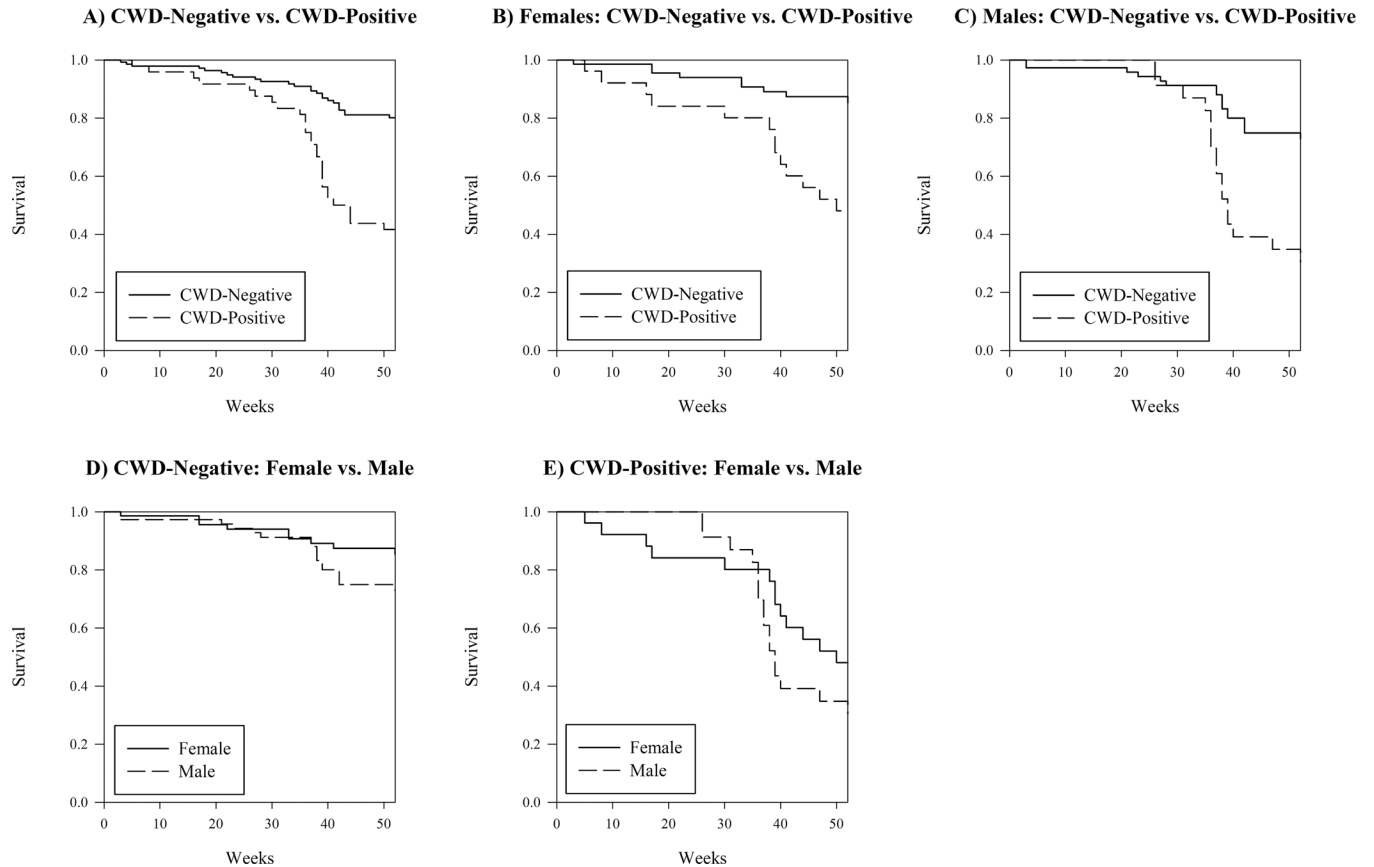 A) CWD-Negative vs. CWD-Positive
Survival
1.0
0.8
0.6
0.4
0.2
0.0
CWD-Negative
CWD-Positive
0 10 20 30 40 50
Weeks
B) Females: CWD-Negative vs. CWD-Positive
Survival
1.0
0.8
0.6
0.4
0.2
0.0
CWD-Negative
CWD-Positive
0 10 20 30 40 50
Weeks
C) Males: CWD-Negative vs. CWD-Positive
Survival
1.0
0.8
0.6
0.4
0.2
0.0
CWD-Negative
CWD-Positive
0 10 20 30 40 50
Weeks
D) CWD-Negative: Female vs. Male
Survival
1.0
0.8
0.6
0.4
0.2
0.0
Female
Male
0 10 20 30 40 50
Weeks
E) CWD-Positive: Female vs. Male
Survival
1.0
0.8
0.6
0.4
0.2
0.0
Female
Male
0 10 20 30 40 50
Weeks